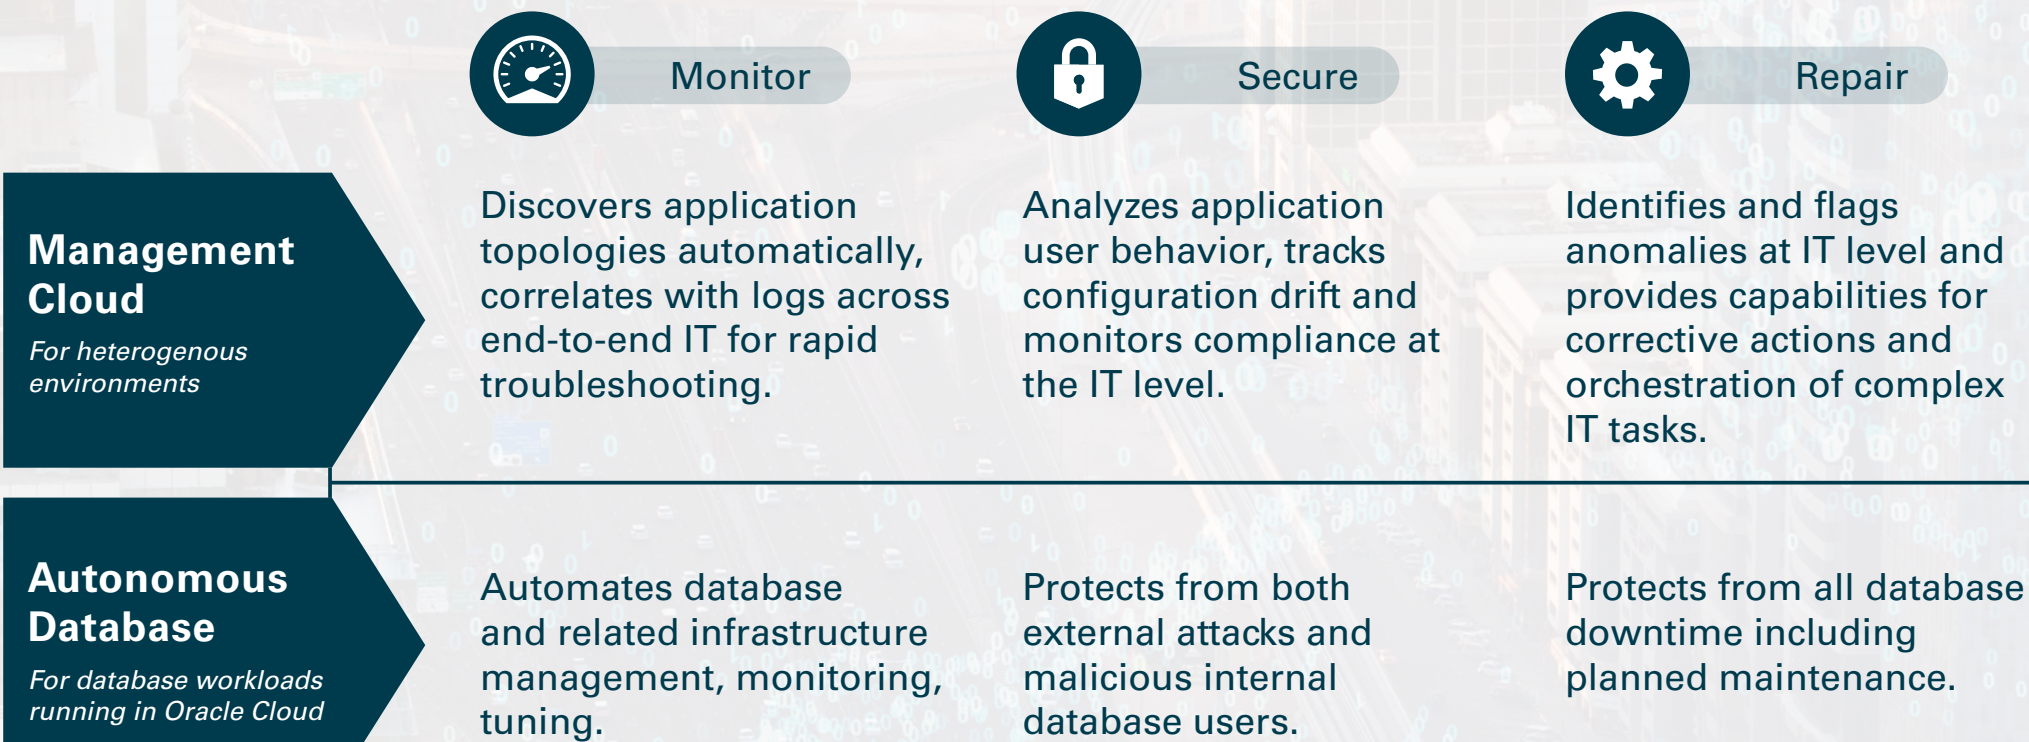 Monitor
Secure
Repair
Management
Cloud
For heterogenous
environments
Discovers application
topologies automatically,
correlates with logs across
end-to-end IT for rapid
troubleshooting.
Analyzes application
user behavior, tracks
configuration drift and
monitors compliance at
the IT level.
Identifies and flags
anomalies at IT level and
provides capabilities for
corrective actions and
orchestration of complex
IT tasks.
Autonomous
Database
For database workloads
running in Oracle Cloud
Automates database
and related infrastructure
management, monitoring,
tuning.
Protects from both
external attacks and
malicious internal
database users.
Protects from all database
downtime including
planned maintenance.